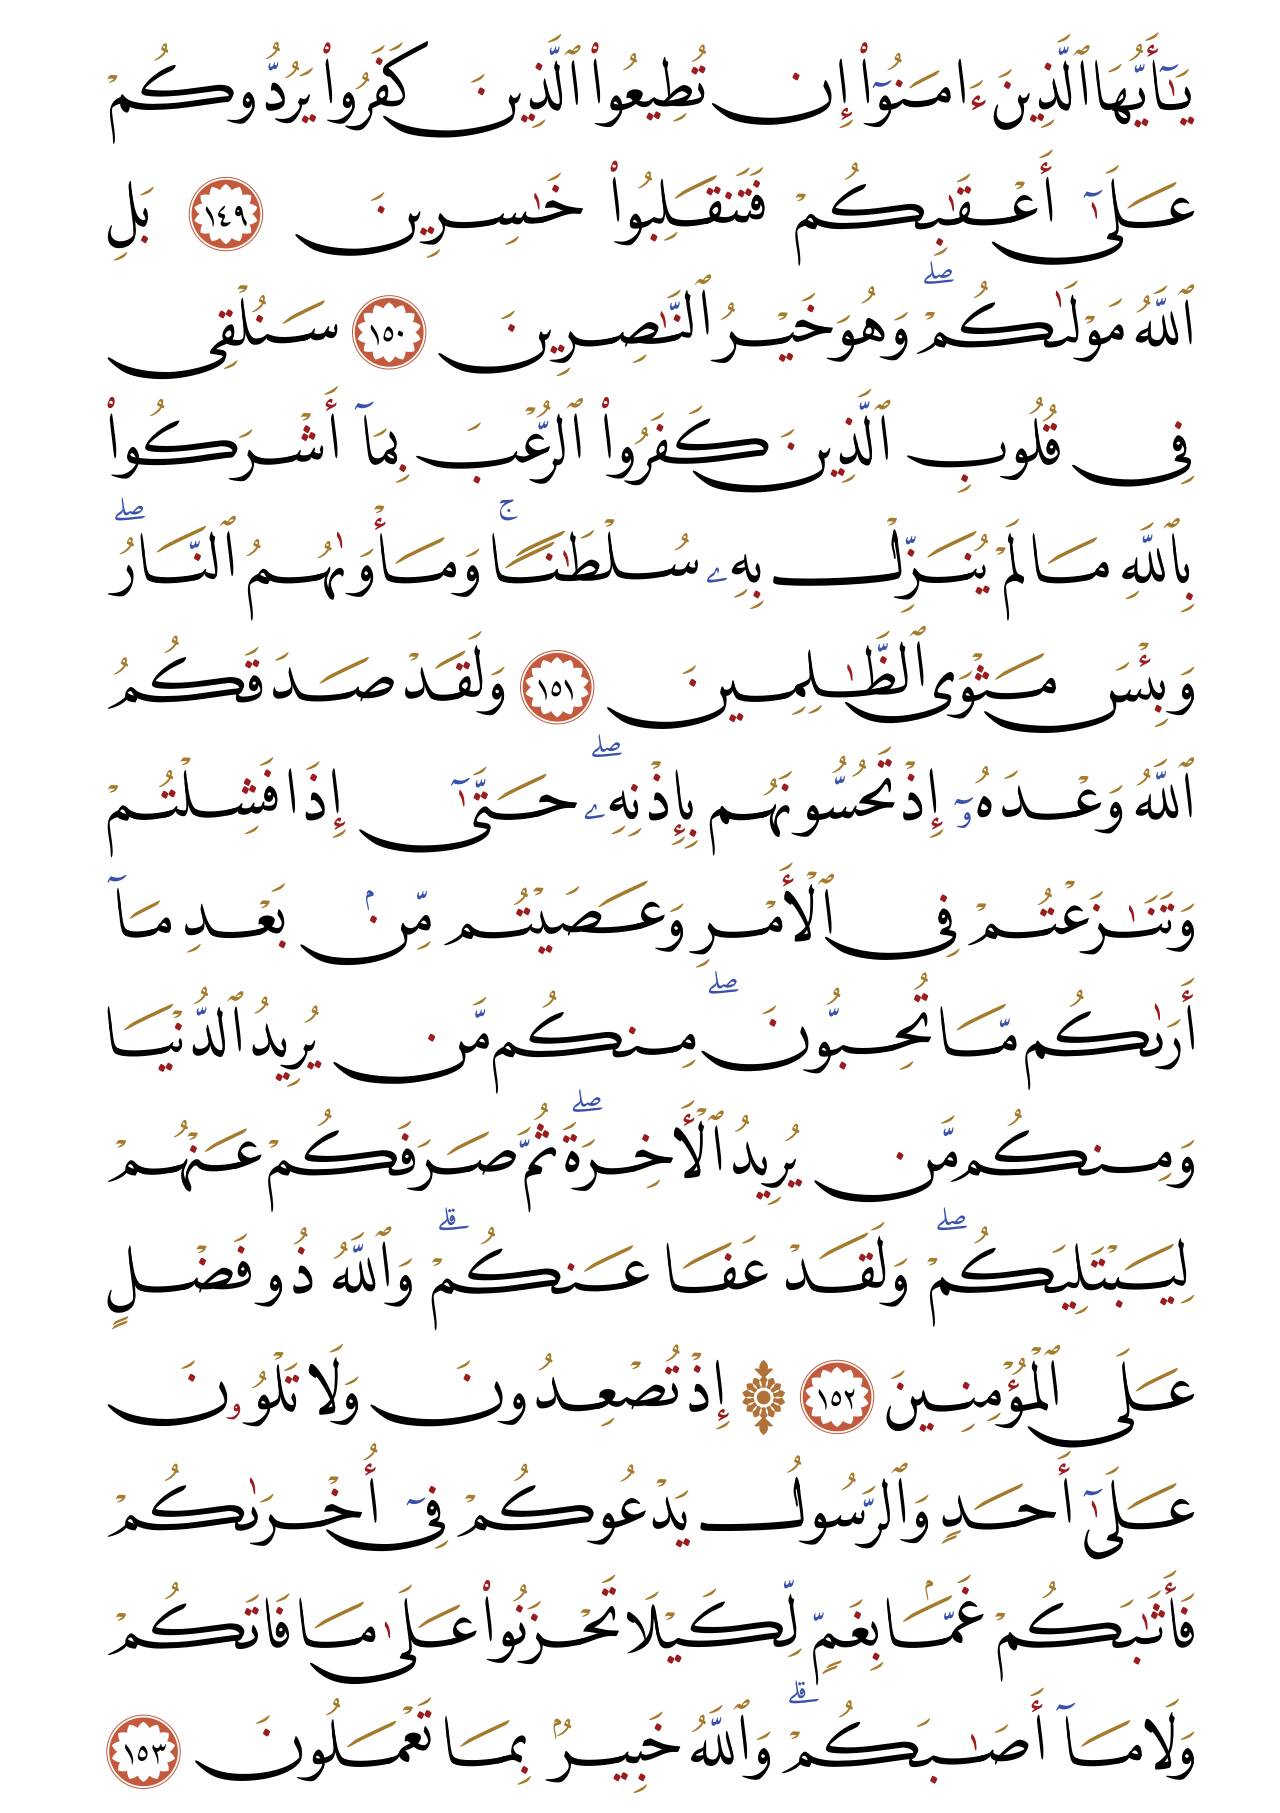 يَـٰٓأَيُّهَا ٱلَّذِينَ ءَامَنُوٓا۟ إِن تُطِيعُوا۟ ٱلَّذِينَ كَفَرُوا۟ يَرُدُّوكُمْ
عَلَىٰٓ أَعْقَـٰبِكُمْ فَتَنقَلِبُوا۟ خَـٰسِرِينَ ١٤٩ بَلِ
ٱللَّهُ مَوْلَىٰكُمْ ۖ وَهُوَ خَيْرُ ٱلنَّـٰصِرِينَ ١٥٠ سَنُلْقِى
فِى قُلُوبِ ٱلَّذِينَ كَفَرُوا۟ ٱلرُّعْبَ بِمَآ أَشْرَكُوا۟
بِٱللَّهِ مَا لَمْ يُنَزِّلْ بِهِۦ سُلْطَـٰنًا ۚ وَمَأْوَىٰهُمُ ٱلنَّارُ ۖ
وَبِئْسَ مَثْوَى ٱلظَّـٰلِمِينَ ١٥١ وَلَقَدْ صَدَقَكُمُ
ٱللَّهُ وَعْدَهُۥٓ إِذْ تَحُسُّونَهُم بِإِذْنِهِۦ ۖ حَتَّىٰٓ إِذَا فَشِلْتُمْ
وَتَنَـٰزَعْتُمْ فِى ٱلْأَمْرِ وَعَصَيْتُم مِّنۢ بَعْدِ مَآ
أَرَىٰكُم مَّا تُحِبُّونَ ۖ مِنكُم مَّن يُرِيدُ ٱلدُّنْيَا
وَمِنكُم مَّن يُرِيدُ ٱلْأَخِرَةَ ۖ ثُمَّ صَرَفَكُمْ عَنْهُمْ
لِيَبْتَلِيَكُمْ ۖ وَلَقَدْ عَفَا عَنكُمْ ۗ وَٱللَّهُ ذُو فَضْلٍ
عَلَى ٱلْمُؤْمِنِينَ ١٥٢ ۞ إِذْ تُصْعِدُونَ وَلَا تَلْوُۥنَ
عَلَىٰٓ أَحَدٍ وَٱلرَّسُولُ يَدْعُوكُمْ فِىٓ أُخْرَىٰكُمْ
فَأَثَـٰبَكُمْ غَمًّۢا بِغَمٍّ لِّكَيْلَا تَحْزَنُوا۟ عَلَىٰ مَا فَاتَكُمْ
وَلَا مَآ أَصَـٰبَكُمْ ۗ وَٱللَّهُ خَبِيرٌۢ بِمَا تَعْمَلُونَ ١٥٣